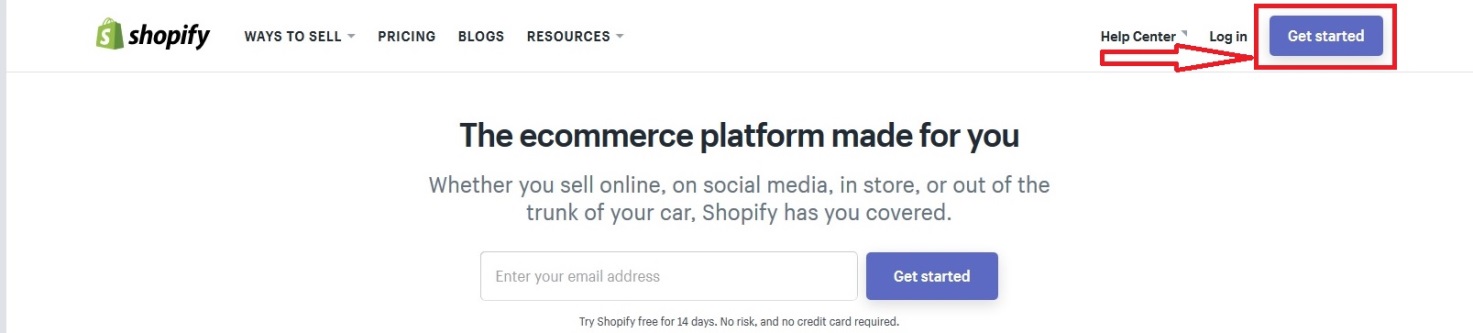 shopify WAYS TO SELL PRICING BLOGS RESOURCES Help Center Log in Get started
The ecommerce platform made for you
Whether you sell online, on social media, in store, or out of the
trunk of your car, Shopify has you covered.
Enter your email address Get started
Try Shopify free for 14 days. No risk, and no credit card required.